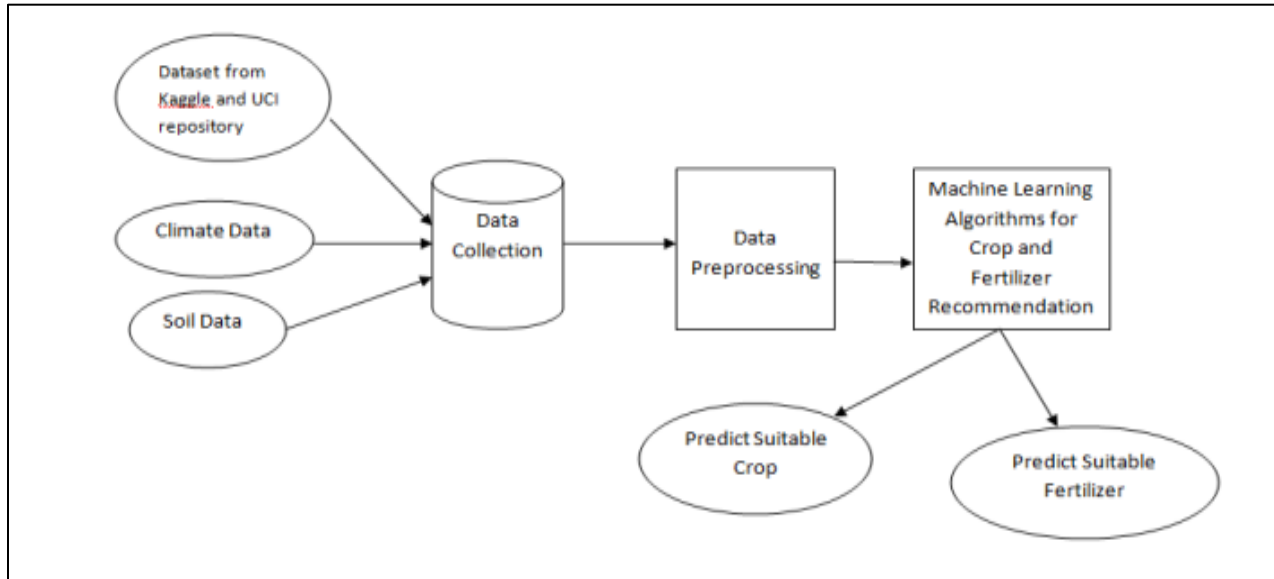 Dataset from
Kaggle and UCI
repository
Climate Data
Soil Data
Data
Collection
Data
Preprocessing
Machine Learning
Algorithms for
Crop and
Fertilizer
Recommendation
Predict Suitable
Crop
Predict Suitable
Fertilizer